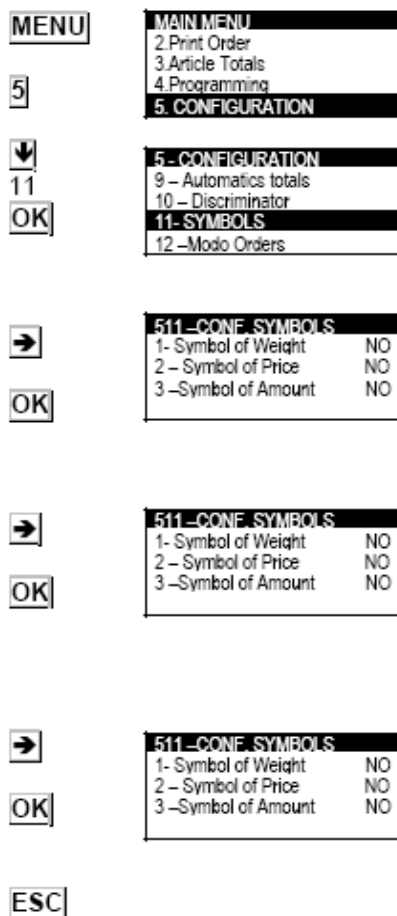 MENU
MAIN MENU
2.Print Order
3.Article Totals
5
4.Programming
5. CONFIGURATION
11
OK
5 - CONFIGURATION
9 – Automatics totals
10 – Discriminator
11- SYMBOLS
12 –Modo Orders
OK
511 –CONF. SYMBOLS
1- Symbol of Weight NO
2 – Symbol of Price NO
3 –Symbol of Amount NO
OK
511 –CONF. SYMBOLS
1- Symbol of Weight NO
2 – Symbol of Price NO
3 –Symbol of Amount NO
OK
511 –CONF. SYMBOLS
1- Symbol of Weight NO
2 – Symbol of Price NO
3 –Symbol of Amount NO
ESC